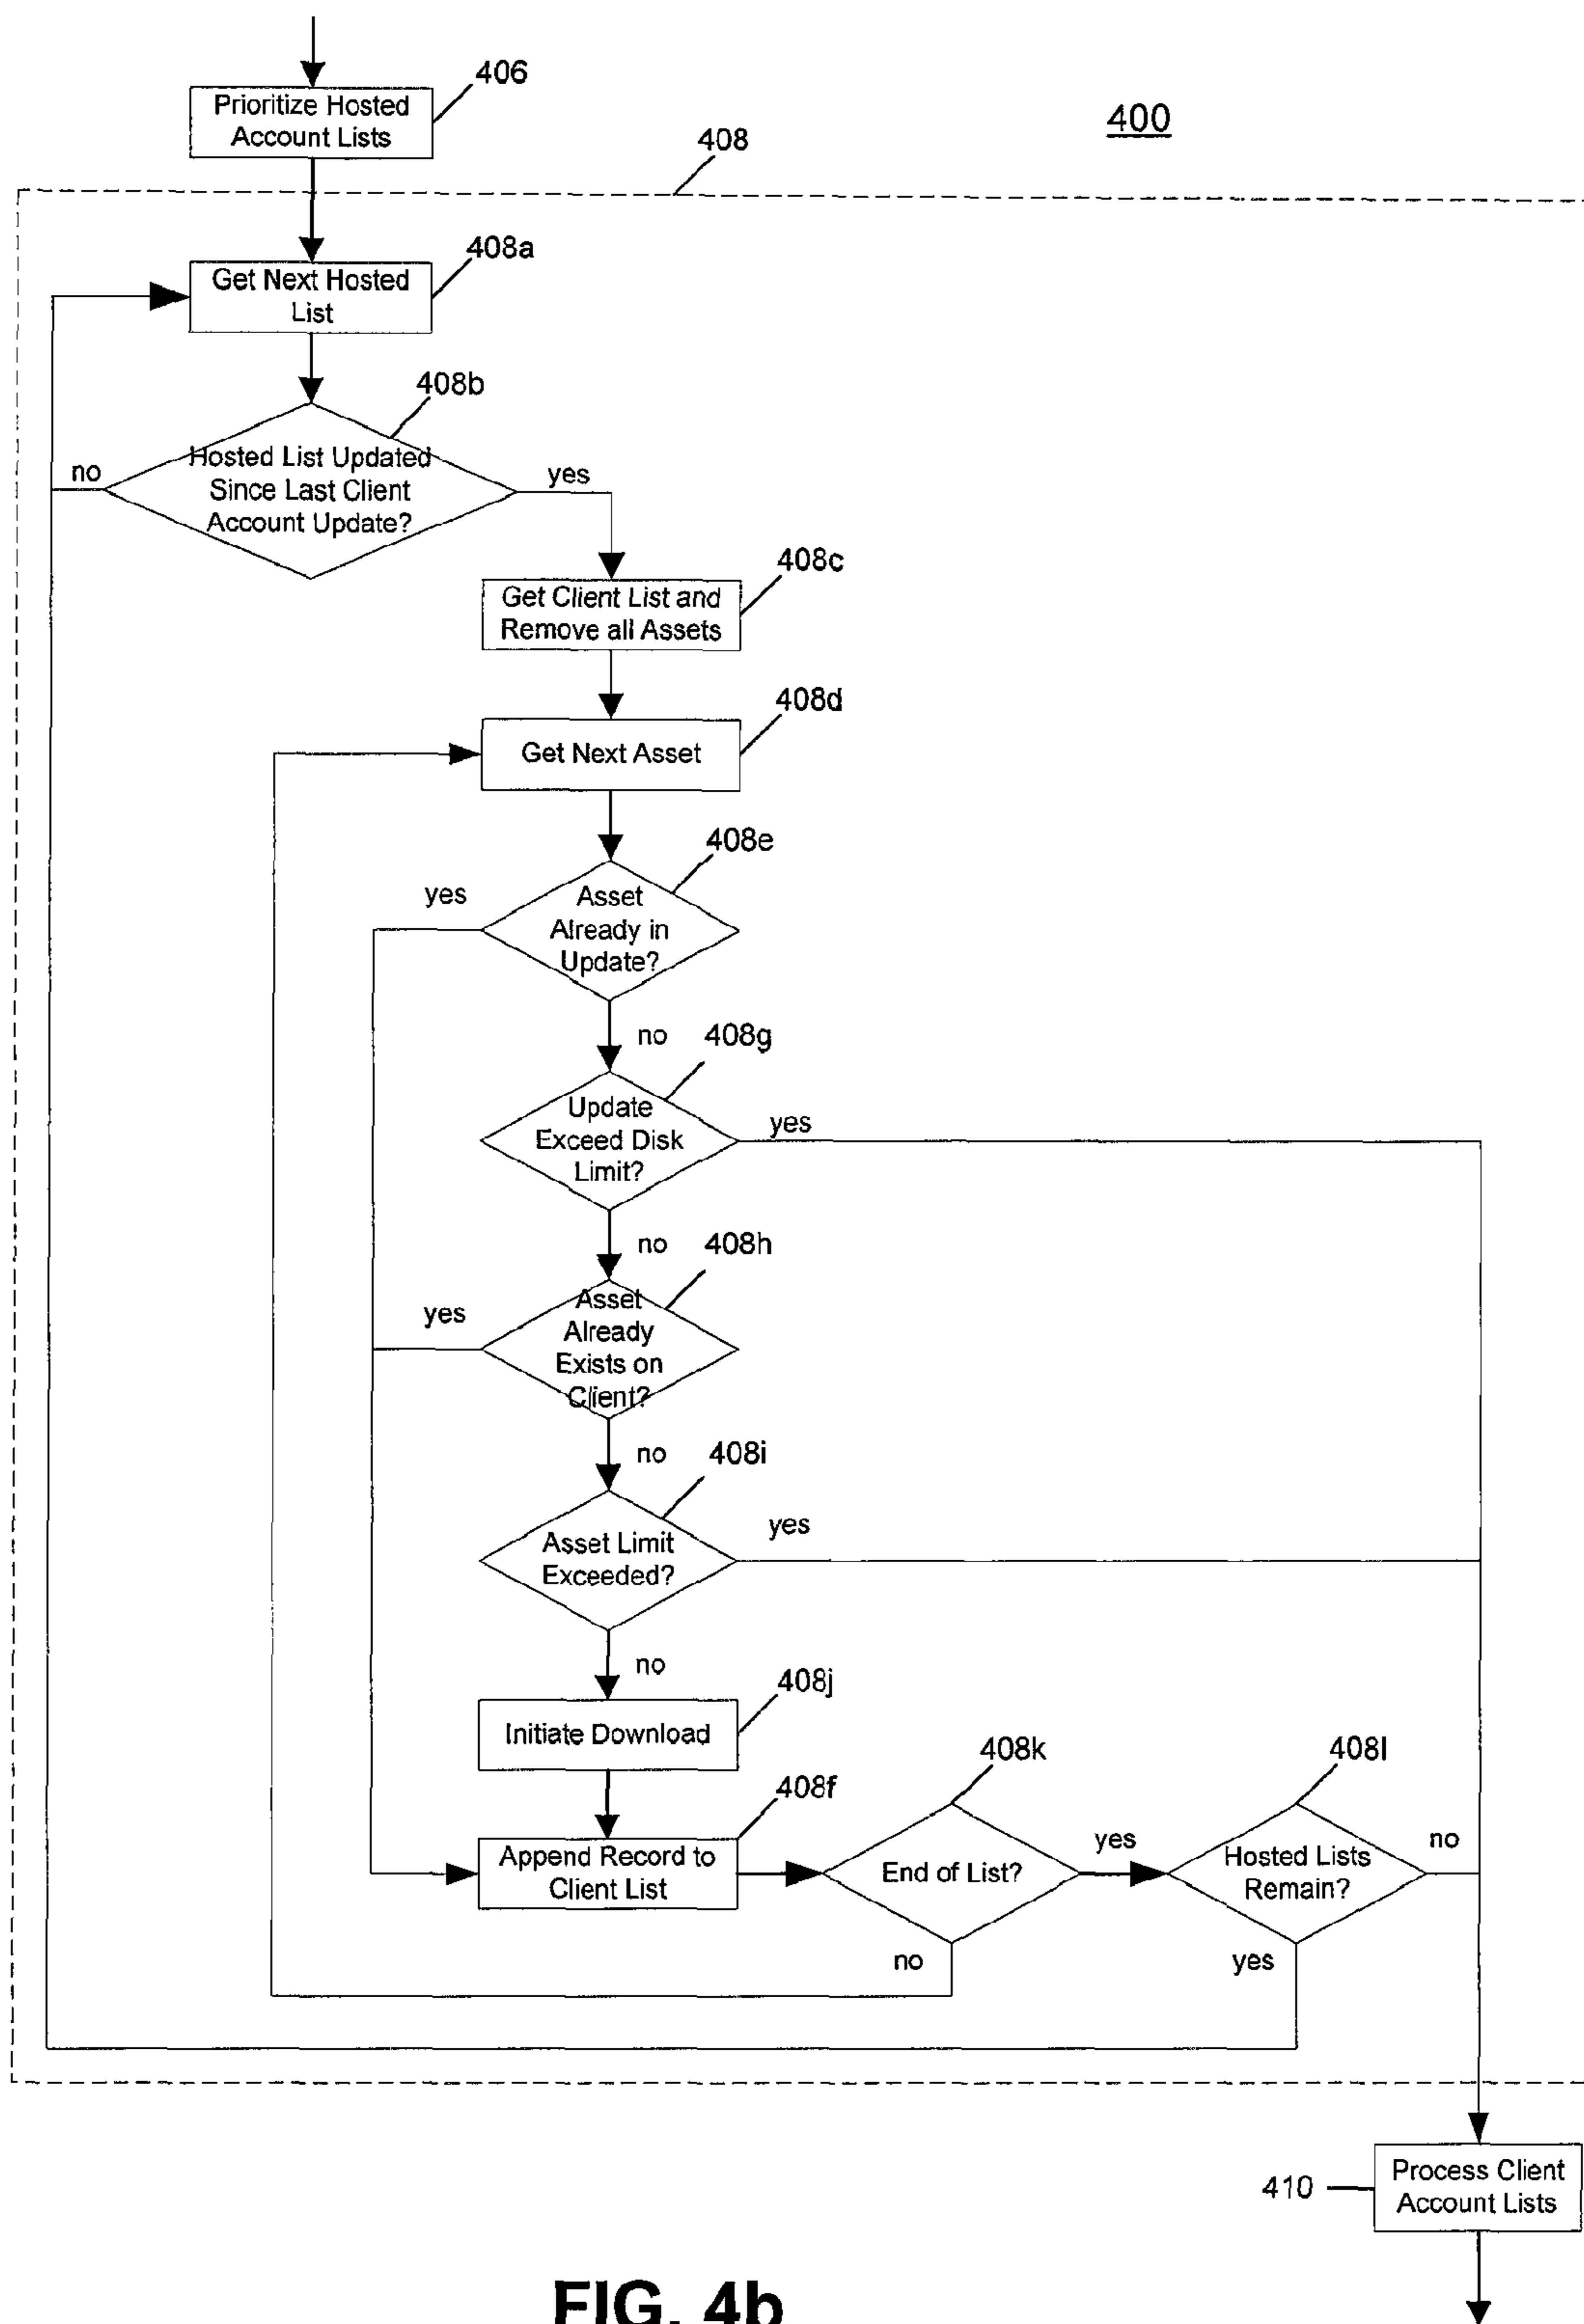 406
Prioritize Hosted
Account Lists
400
408
408a
Get Next Hosted
List
408b
Hosted List Updated
Since Last Client
Account Update?
no
yes
408c
Get Client List and
Remove all Assets
408d
Get Next Asset
408e
yes
Asset
Already in
Update?
no
408g
Update
Exceed Disk
Limit?
yes
no
408h
yes
Asset
Already
Exists on
Client?
no
408i
yes
Asset Limit
Exceeded?
no
408j
Initiate Download
408k
408l
408f
Append Record to
Client List
End of List?
yes
Hosted Lists
Remain?
no
no
yes
410
Process Client
Account Lists
FIG. 4b